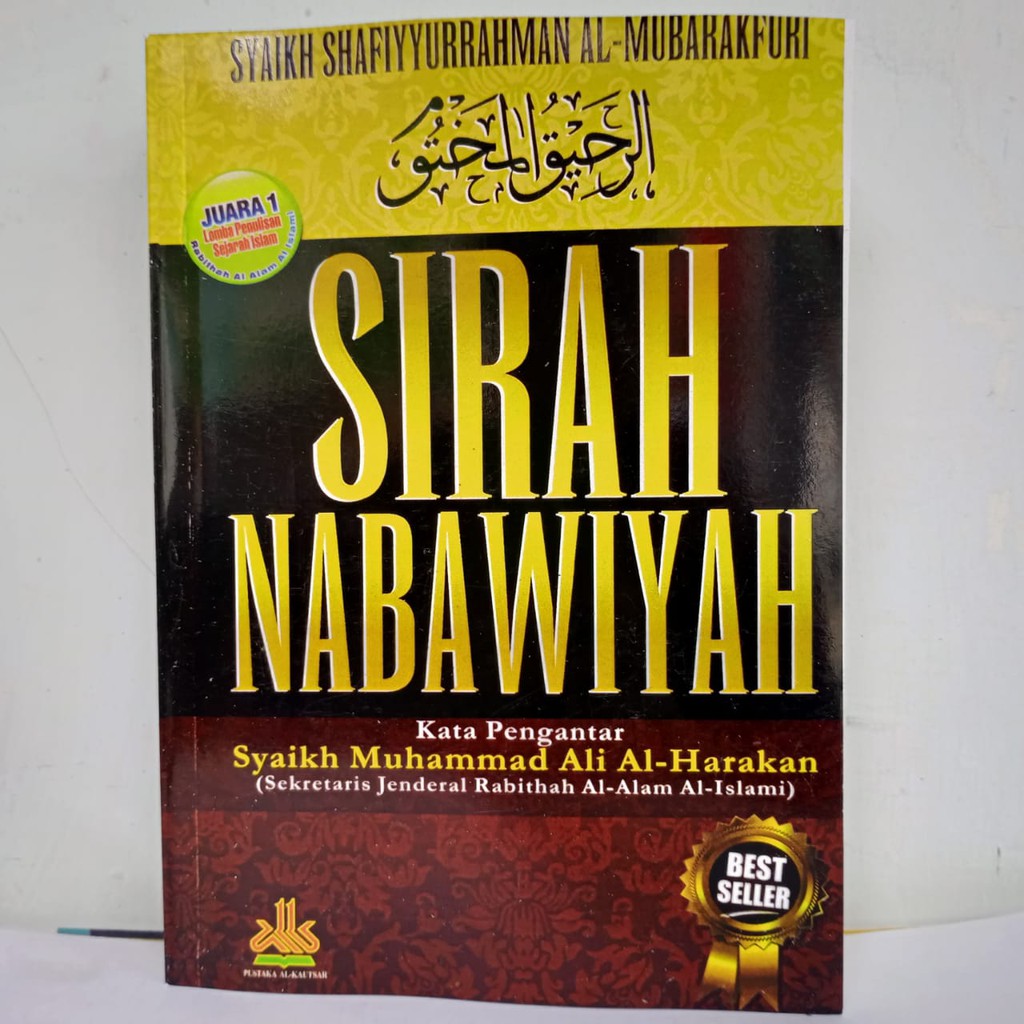 SYAIKH SHAFIYYURRAHMAN AL-MUBARAKFURI
الرحيق المختوم
JUARA 1
Lomba Penulisan
Sejarah Islam
Rabithah Al Alam Al Islami
SIRAH
NABAWIYAH
Kata Pengantar
Syaikh Muhammad Ali Al-Harakan
(Sekretaris Jenderal Rabithah Al-Alam Al-Islami)
BEST
SELLER
PUSTAKA AL-KAUTSAR